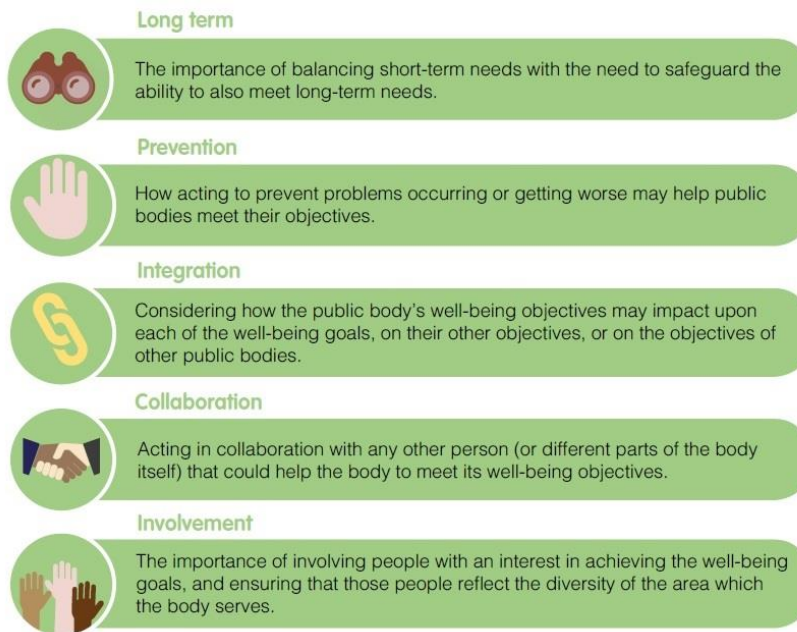 Long term
The importance of balancing short-term needs with the need to safeguard the
ability to also meet long-term needs.
Prevention
How acting to prevent problems occurring or getting worse may help public
bodies meet their objectives.
Integration
Considering how the public body's well-being objectives may impact upon
each of the well-being goals, on their other objectives, or on the objectives of
other public bodies.
Collaboration
Acting in collaboration with any other person (or different parts of the body
itself) that could help the body to meet its well-being objectives.
Involvement
The importance of involving people with an interest in achieving the well-being
goals, and ensuring that those people reflect the diversity of the area which
the body serves.